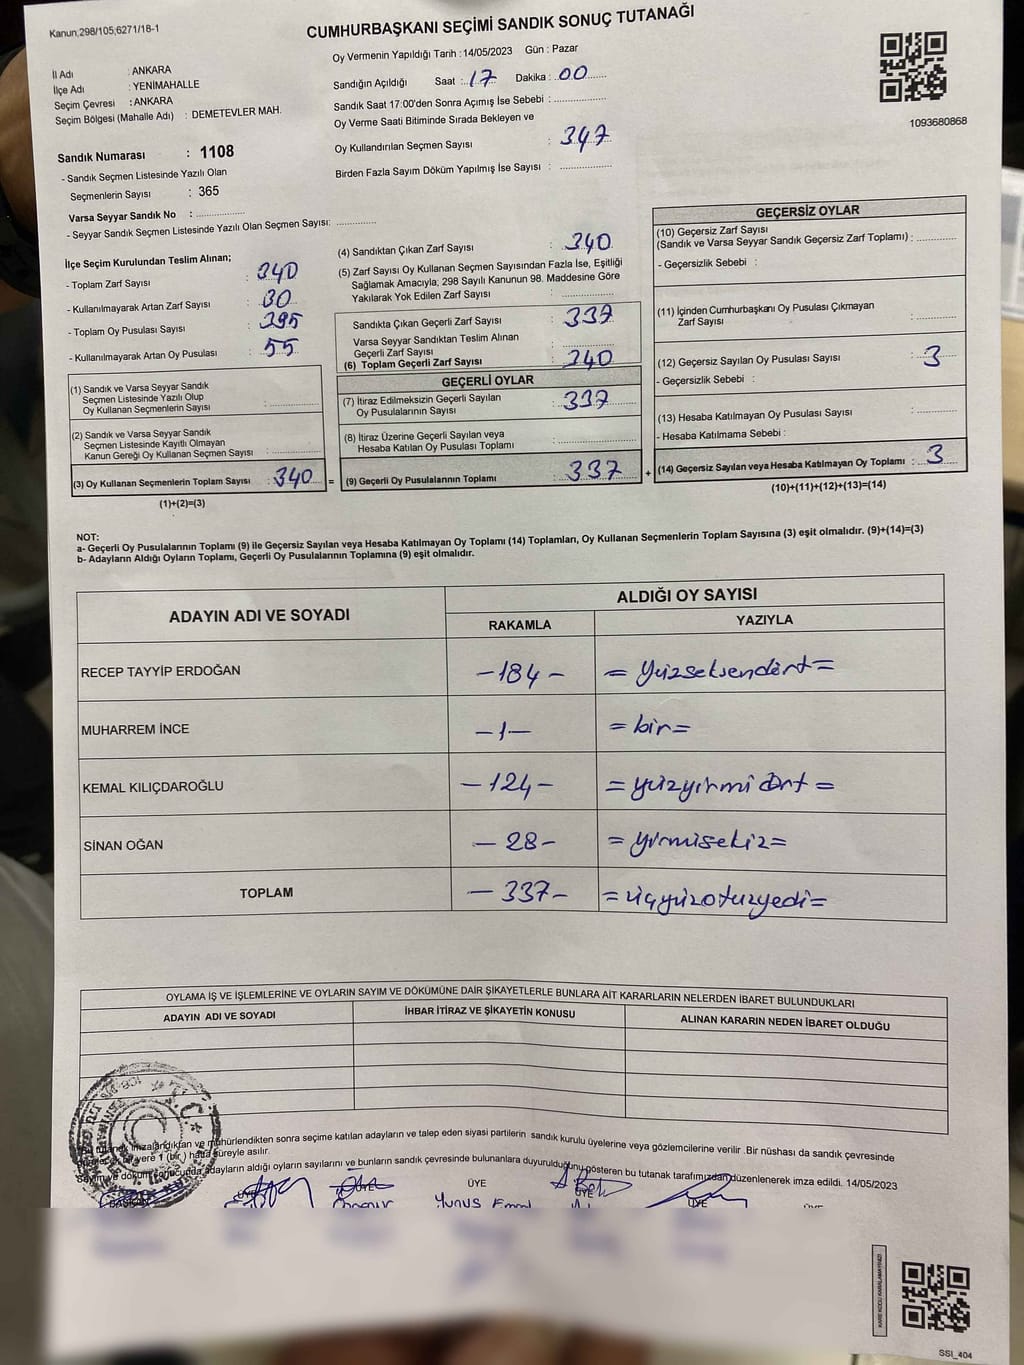 Kanun,298/105;6271/18-1
CUMHURBAŞKANI SEÇİMİ SANDIK SONUÇ TUTANAĞI
İl Adı : ANKARA
İlçe Adı : YENİMAHALLE
Seçim Çevresi : ANKARA
Seçim Bölgesi (Mahalle Adı) : DEMETEVLER MAH.
Oy Vermenin Yapıldığı Tarih :14/05/2023 Gün : Pazar
Sandığın Açıldığı Saat : 17 Dakika : 00
Sandık Saat 17:00'den Sonra Açımış İse Sebebi :
Oy Verme Saati Bitiminde Sırada Bekleyen ve
Oy Kullandırılan Seçmen Sayısı : 347
Birden Fazla Sayım Döküm Yapılmış İse Sayısı :
1093680868
Sandık Numarası : 1108
- Sandık Seçmen Listesinde Yazılı Olan
Seçmenlerin Sayısı : 365
Varsa Seyyar Sandık No :
- Seyyar Sandık Seçmen Listesinde Yazılı Olan Seçmen Sayısı:
İlçe Seçim Kurulundan Teslim Alınan;
- Toplam Zarf Sayısı : 340
- Kullanılmayarak Artan Zarf Sayısı : 30
- Toplam Oy Pusulası Sayısı : 395
- Kullanılmayarak Artan Oy Pusulası : 55
(1) Sandık ve Varsa Seyyar Sandık
Seçmen Listesinde Yazılı Olup
Oy Kullanan Seçmenlerin Sayısı :
(2) Sandık ve Varsa Seyyar Sandık
Seçmen Listesinde Kayıtlı Olmayan
Kanun Gereği Oy Kullanan Seçmen Sayısı :
(3) Oy Kullanan Seçmenlerin Toplam Sayısı : 340 =
(1)+(2)=(3)
(4) Sandıktan Çıkan Zarf Sayısı : 340
(5) Zarf Sayısı Oy Kullanan Seçmen Sayısından Fazla İse, Eşitliği
Sağlamak Amacıyla; 298 Sayılı Kanunun 98. Maddesine Göre
Yakılarak Yok Edilen Zarf Sayısı :
Sandıkta Çıkan Geçerli Zarf Sayısı : 337
Varsa Seyyar Sandıktan Teslim Alınan
Geçerli Zarf Sayısı :
(6) Toplam Geçerli Zarf Sayısı : 340
GEÇERLİ OYLAR
(7) İtiraz Edilmeksizin Geçerli Sayılan
Oy Pusulalarının Sayısı : 337
(8) İtiraz Üzerine Geçerli Sayılan veya
Hesaba Katılan Oy Pusulası Toplamı :
(9) Geçerli Oy Pusulalarının Toplamı : 337 +
GEÇERSİZ OYLAR
(10) Geçersiz Zarf Sayısı
(Sandık ve Varsa Seyyar Sandık Geçersiz Zarf Toplamı) :
- Geçersizlik Sebebi :
(11) İçinden Cumhurbaşkanı Oy Pusulası Çıkmayan
Zarf Sayısı :
(12) Geçersiz Sayılan Oy Pusulası Sayısı : 3
- Geçersizlik Sebebi :
(13) Hesaba Katılmayan Oy Pusulası Sayısı :
- Hesaba Katılmama Sebebi :
(14) Geçersiz Sayılan veya Hesaba Katılmayan Oy Toplamı : 3
(10)+(11)+(12)+(13)=(14)
NOT:
a- Geçerli Oy Pusulalarının Toplamı (9) ile Geçersiz Sayılan veya Hesaba Katılmayan Oy Toplamı (14) Toplamları, Oy Kullanan Seçmenlerin Toplam Sayısına (3) eşit olmalıdır. (9)+(14)=(3)
b- Adayların Aldığı Oyların Toplamı, Geçerli Oy Pusulalarının Toplamına (9) eşit olmalıdır.
ADAYIN ADI VE SOYADI ALDIĞI OY SAYISI
RAKAMLA YAZIYLA
RECEP TAYYİP ERDOĞAN -184- =yüzseksendört=
MUHARREM İNCE -1- =bir=
KEMAL KILIÇDAROĞLU -124- =yüzyirmi dört=
SİNAN OĞAN -28- =yirmisekiz=
TOPLAM -337- =üçyüzotuzyedi=
OYLAMA İŞ VE İŞLEMLERİNE VE OYLARIN SAYIM VE DÖKÜMÜNE DAİR ŞİKAYETLERLE BUNLARA AİT KARARLARIN NELERDEN İBARET BULUNDUKLARI
ADAYIN ADI VE SOYADI İHBAR İTİRAZ VE ŞİKAYETİN KONUSU ALINAN KARARIN NEDEN İBARET OLDUĞU
Bu tutanak imzalandıktan ve mühürlendikten sonra seçime katılan adayların ve talep eden siyasi partilerin sandık kurulu üyelerine veya gözlemcilerine verilir .Bir nüshası da sandık çevresinde
bir yere 1 (bir) hafta süreyle asılır.
Sayım ve döküm sonucunda adayların aldığı oyların sayılarını ve bunların sandık çevresinde bulunanlara duyurulduğunu gösteren bu tutanak tarafımızdan düzenlenerek imza edildi. 14/05/2023
BAŞKAN ÜYE ÜYE ÜYE ÜYE ÜYE
Yunus
SSL_404